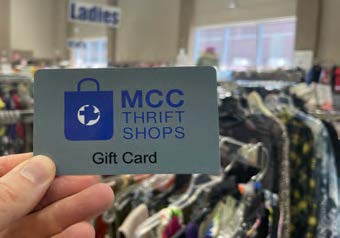 Ladies
MCC
THRIFT
SHOPS
Gift Card